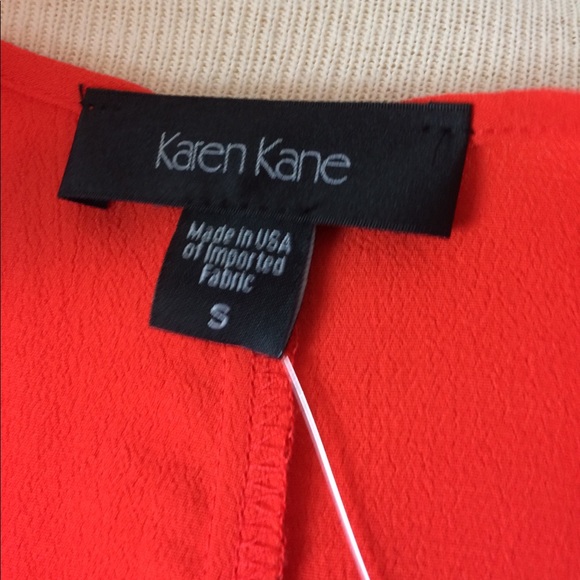 Karen Kane
Made in USA
of Imported
Fabric
S